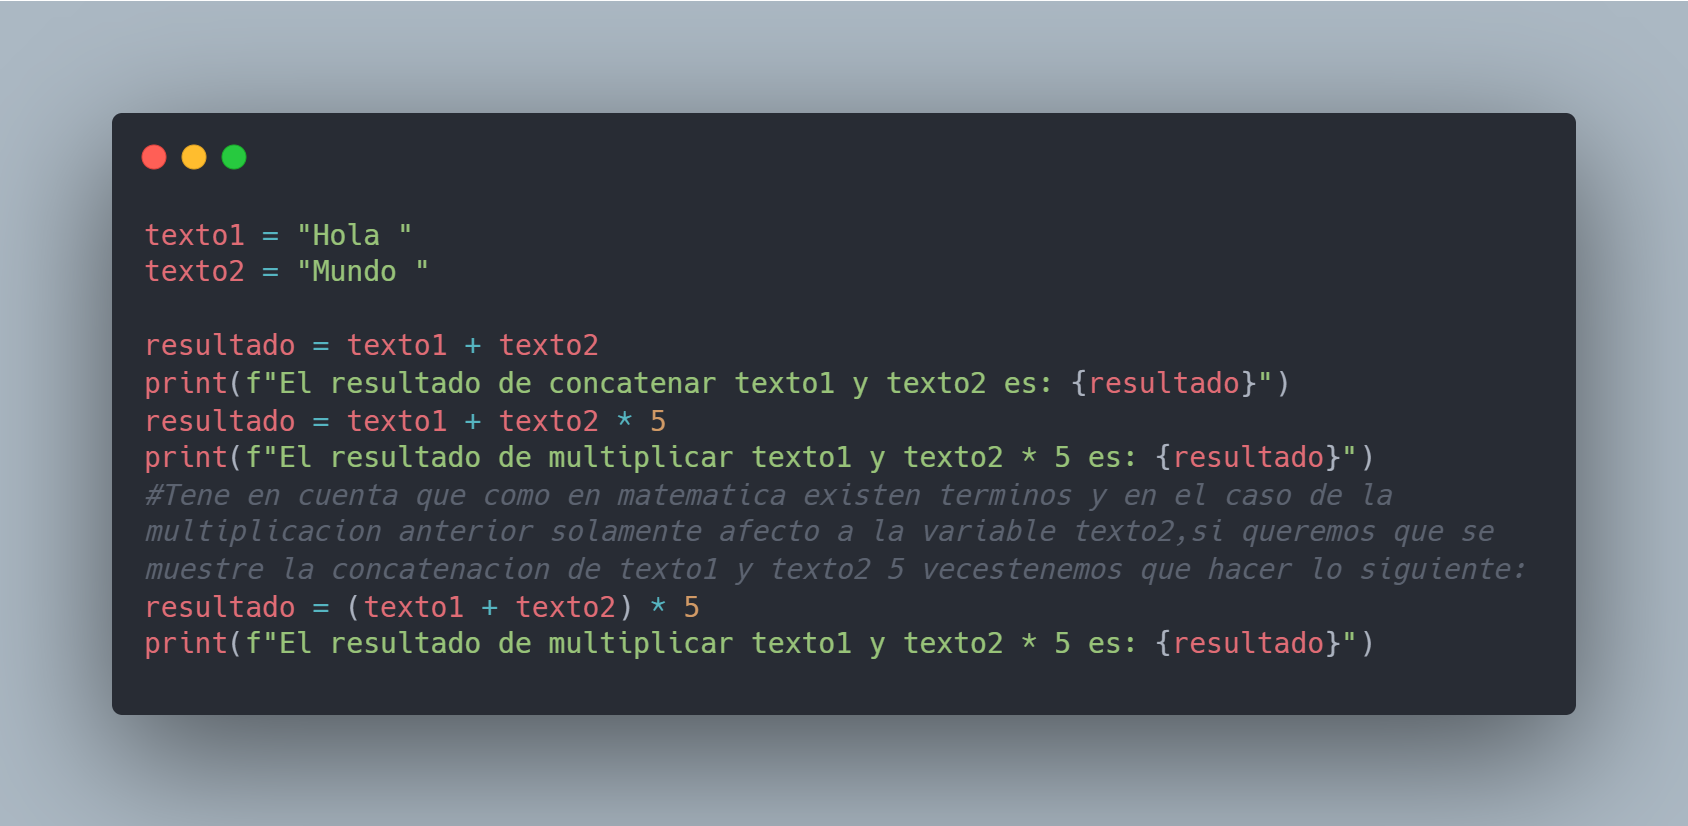 texto1 = "Hola "
texto2 = "Mundo "
resultado = texto1 + texto2
print(f"El resultado de concatenar texto1 y texto2 es: {resultado}")
resultado = texto1 + texto2 * 5
print(f"El resultado de multiplicar texto1 y texto2 * 5 es: {resultado}")
#Tene en cuenta que como en matematica existen terminos y en el caso de la
multiplicacion anterior solamente afecto a la variable texto2,si queremos que se
muestre la concatenacion de texto1 y texto2 5 vecestenemos que hacer lo siguiente:
resultado = (texto1 + texto2) * 5
print(f"El resultado de multiplicar texto1 y texto2 * 5 es: {resultado}")